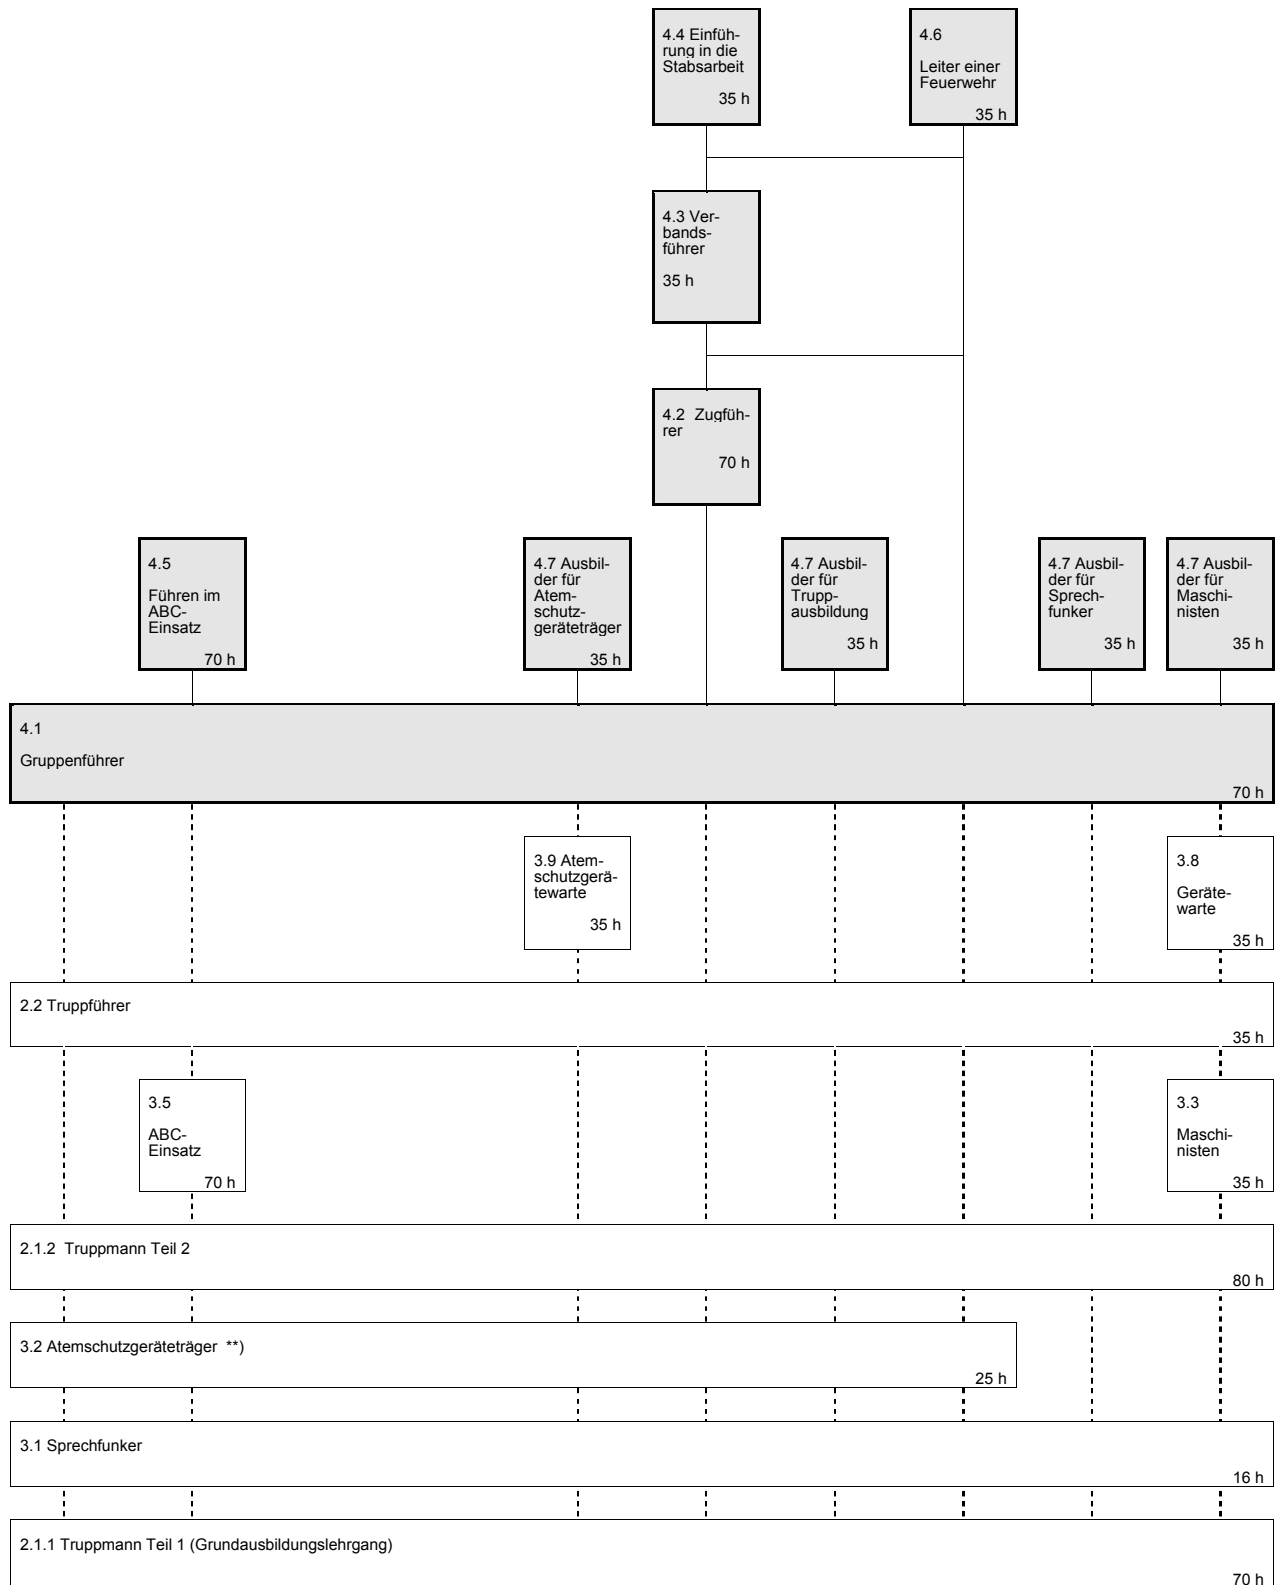 4.4 Einfüh-
rung in die
Stabsarbeit
35 h
4.6
Leiter einer
Feuerwehr
35 h
4.3 Ver-
bands-
führer
35 h
4.2 Zugfüh-
rer
70 h
4.5
Führen im
ABC-
Einsatz
70 h
4.7 Ausbil-
der für
Atem-
schutz-
geräteträger
35 h
4.7 Ausbil-
der für
Trupp-
ausbildung
35 h
4.7 Ausbil-
der für
Sprech-
funker
35 h
4.7 Ausbil-
der für
Maschi-
nisten
35 h
4.1
Gruppenführer
70 h
3.9 Atem-
schutzgerä-
tewarte
35 h
3.8
Geräte-
warte
35 h
2.2 Truppführer
35 h
3.5
ABC-
Einsatz
70 h
3.3
Maschi-
nisten
35 h
2.1.2 Truppmann Teil 2
80 h
3.2 Atemschutzgeräteträger **)
25 h
3.1 Sprechfunker
16 h
2.1.1 Truppmann Teil 1 (Grundausbildungslehrgang)
70 h